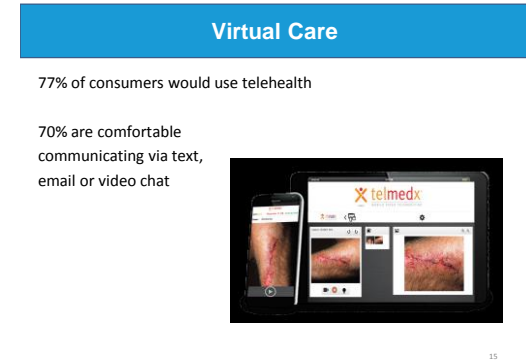 Virtual Care
77% of consumers would use telehealth
70% are comfortable
communicating via text,
email or video chat
telmedx
15